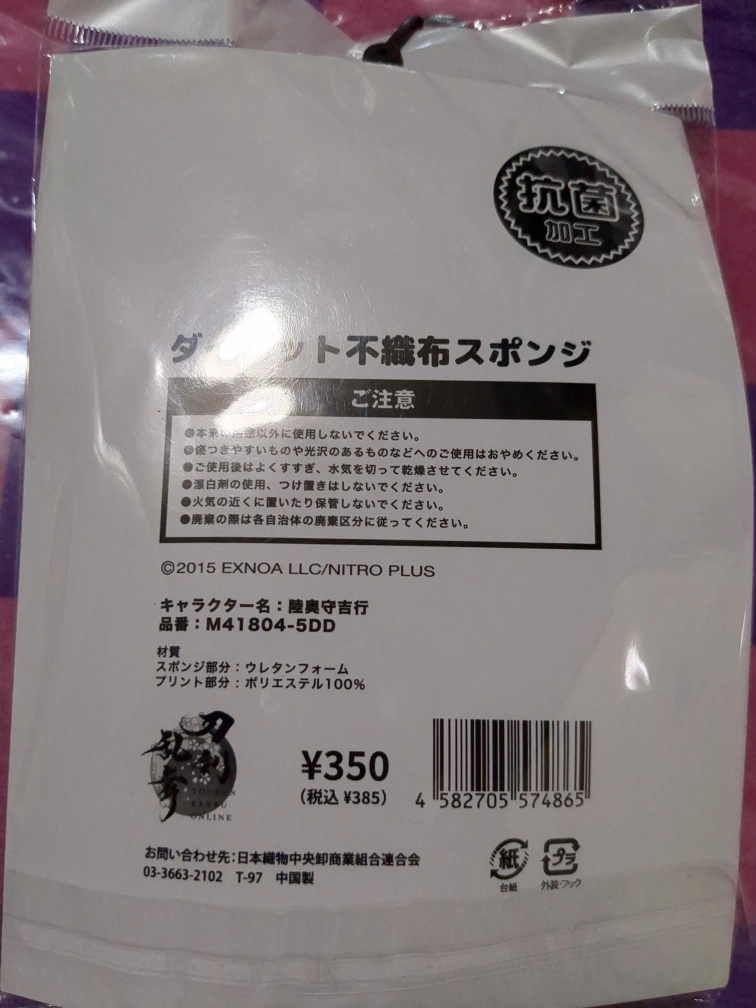 抗菌
加工
ダイカット不織布スポンジ
ご注意
●本来の用途以外に使用しないでください。
●傷つきやすいものや光沢のあるものなどへのご使用はおやめください。
●ご使用後はよくすすぎ、水気を切って乾燥させてください。
●漂白剤の使用、つけ置きはしないでください。
●火気の近くに置いたり保管しないでください。
●廃棄の際は各自治体の廃棄区分に従ってください。
©2015 EXNOA LLC/NITRO PLUS
キャラクター名：陸奥守吉行
品番：M41804-5DD
材質
スポンジ部分：ウレタンフォーム
プリント部分：ポリエステル100%
刀剣
乱舞
TOUKEN
RANBU
ONLINE
¥350
(税込 ¥385)
4 582705 574865
お問い合わせ先：日本織物中央卸商業組合連合会
03-3663-2102 T-97 中国製
紙
台紙
プラ
外装・フック